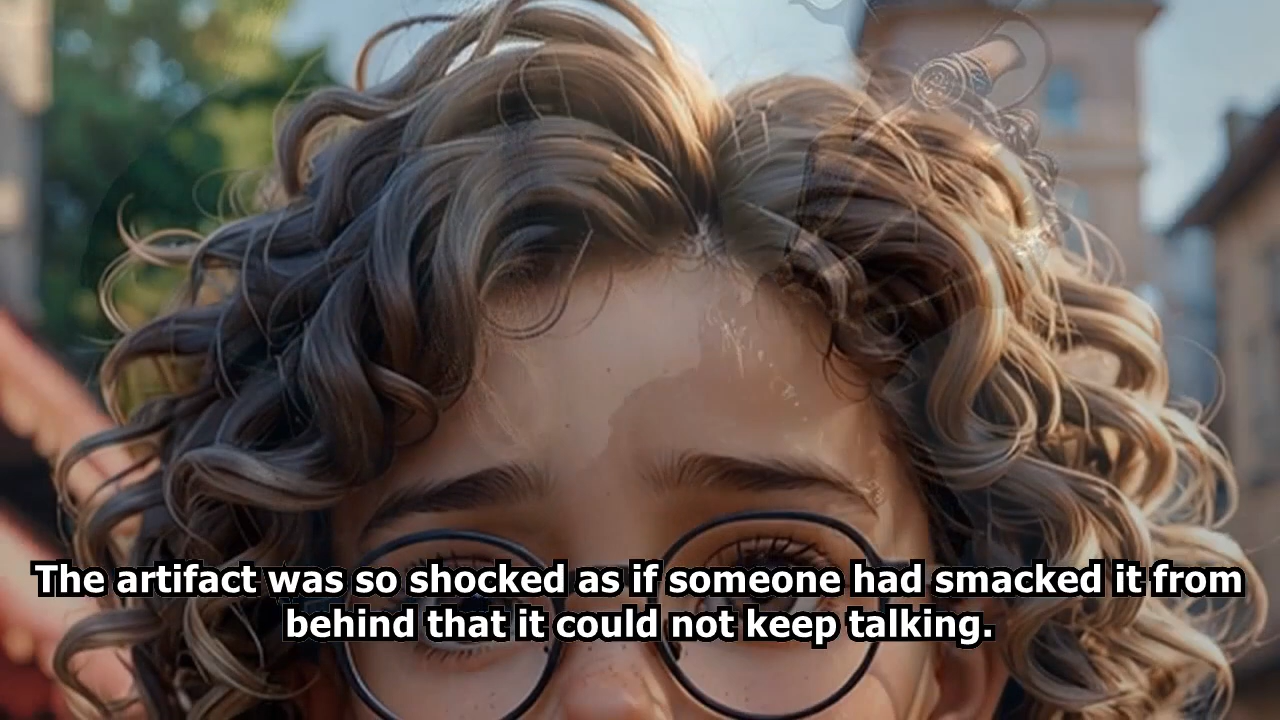 The artifact was so shocked as if someone had smacked it from
behind that it could not keep talking.